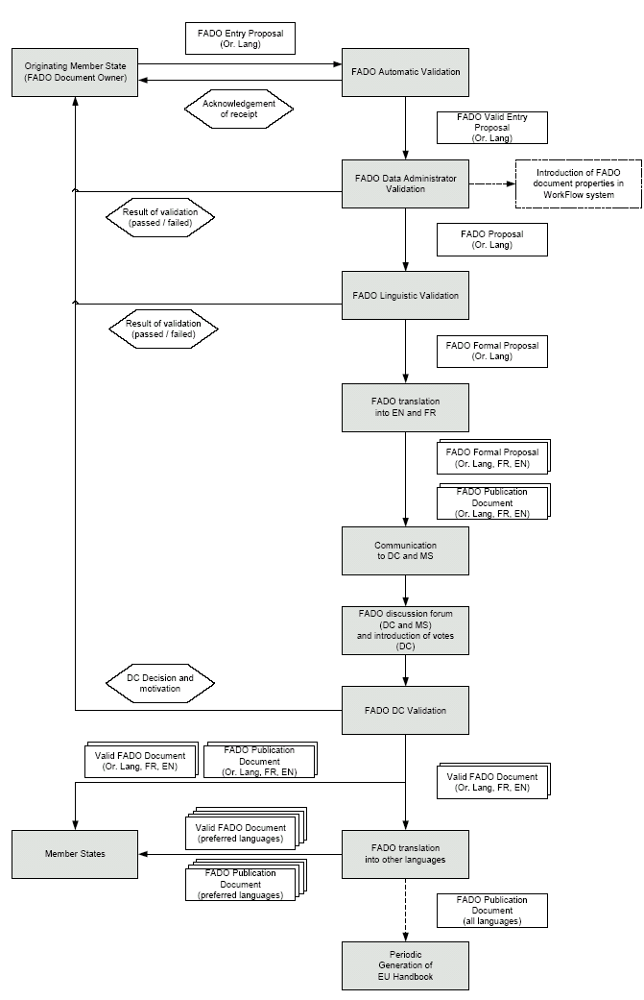 FADO Entry Proposal
(Or. Lang)
Originating Member State
(FADO Document Owner)
FADO Automatic Validation
Acknowledgement
of receipt
FADO Valid Entry
Proposal
(Or. Lang)
FADO Data Administrator
Validation
Introduction of FADO
document properties in
WorkFlow system
Result of validation
(passed / failed)
FADO Proposal
(Or. Lang)
FADO Linguistic Validation
Result of validation
(passed / failed)
FADO Formal Proposal
(Or. Lang)
FADO translation
into EN and FR
FADO Formal Proposal
(Or. Lang, FR, EN)
FADO Publication
Document
(Or. Lang, FR, EN)
Communication
to DC and MS
FADO discussion forum
(DC and MS)
and introduction of votes
(DC)
DC Decision and
motivation
FADO DC Validation
Valid FADO Document
(Or. Lang, FR, EN)
FADO Publication
Document
(Or. Lang, FR, EN)
Valid FADO Document
(Or. Lang, FR, EN)
Valid FADO Document
(preferred languages)
Member States
FADO translation
into other languages
FADO Publication
Document
(preferred languages)
FADO Publication
Document
(all languages)
Periodic
Generation of
EU Handbook